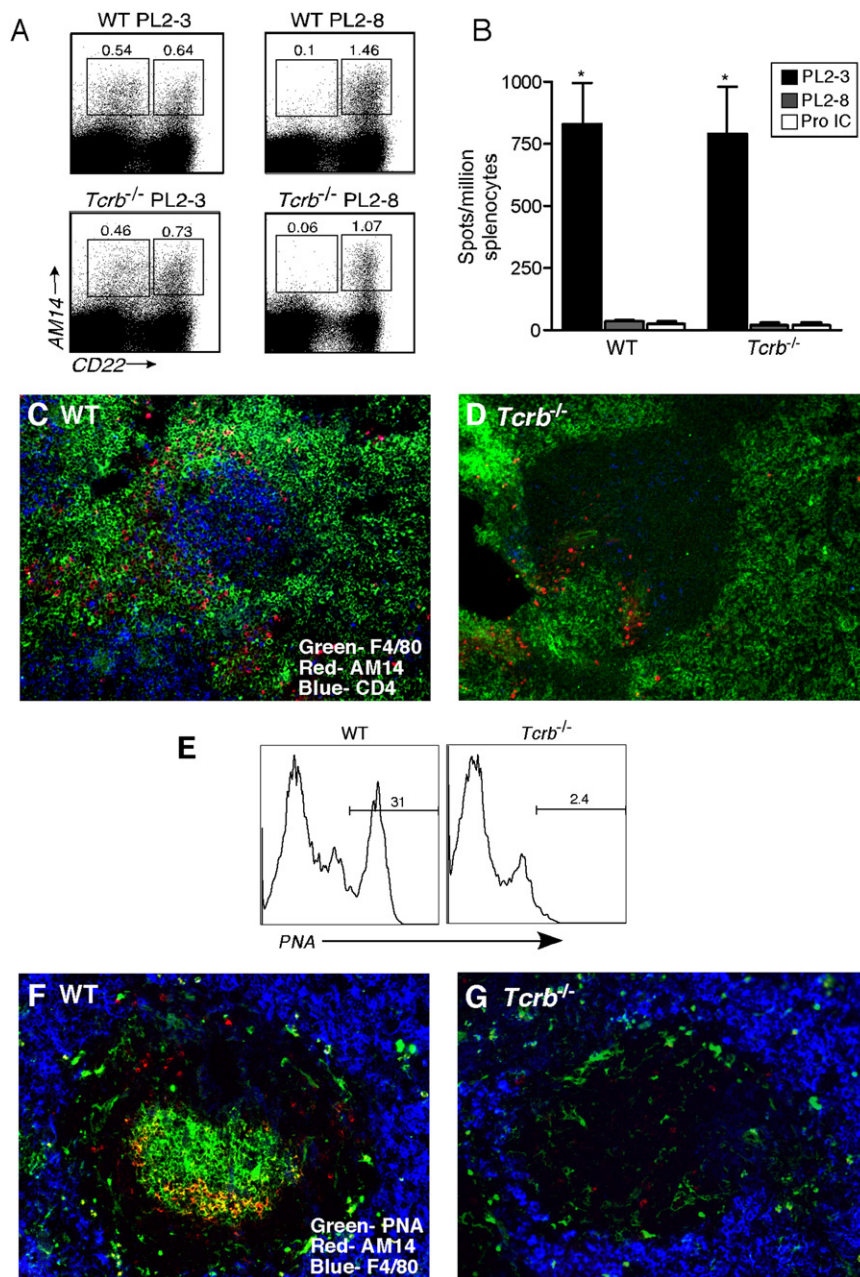 A
WT PL2-3
WT PL2-8
0.54
0.64
0.1
1.46
Tcrb-/- PL2-3
Tcrb-/- PL2-8
0.46
0.73
0.06
1.07
AM14
CD22
B
Spots/million
splenocytes
1000
750
500
250
0
*
*
PL2-3
PL2-8
Pro IC
WT
Tcrb-/-
C WT
Green- F4/80
Red- AM14
Blue- CD4
D Tcrb-/-
E
WT
Tcrb-/-
31
2.4
PNA
F WT
Green- PNA
Red- AM14
Blue- F4/80
G Tcrb-/-